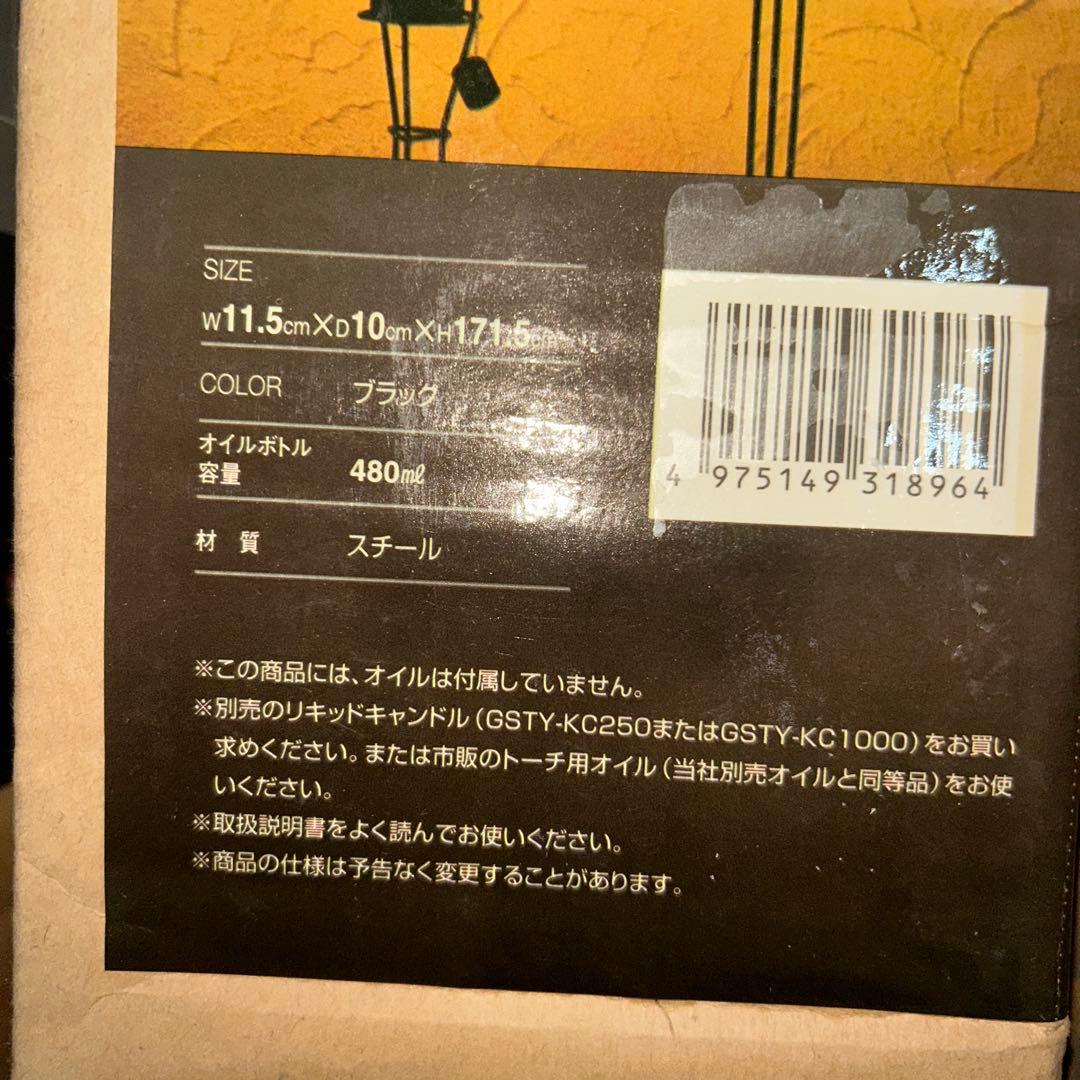 SIZE
W11.5cm×D10cm×H171.5cm
COLOR ブラック
オイルボトル
容量 480㎖
材 質 スチール
4 975149 318964
※この商品には、オイルは付属していません。
※別売のリキッドキャンドル(GSTY-KC250またはGSTY-KC1000)をお買い
求めください。または市販のトーチ用オイル(当社別売オイルと同等品)をお使
いください。
※取扱説明書をよく読んでお使いください。
※商品の仕様は予告なく変更することがあります。